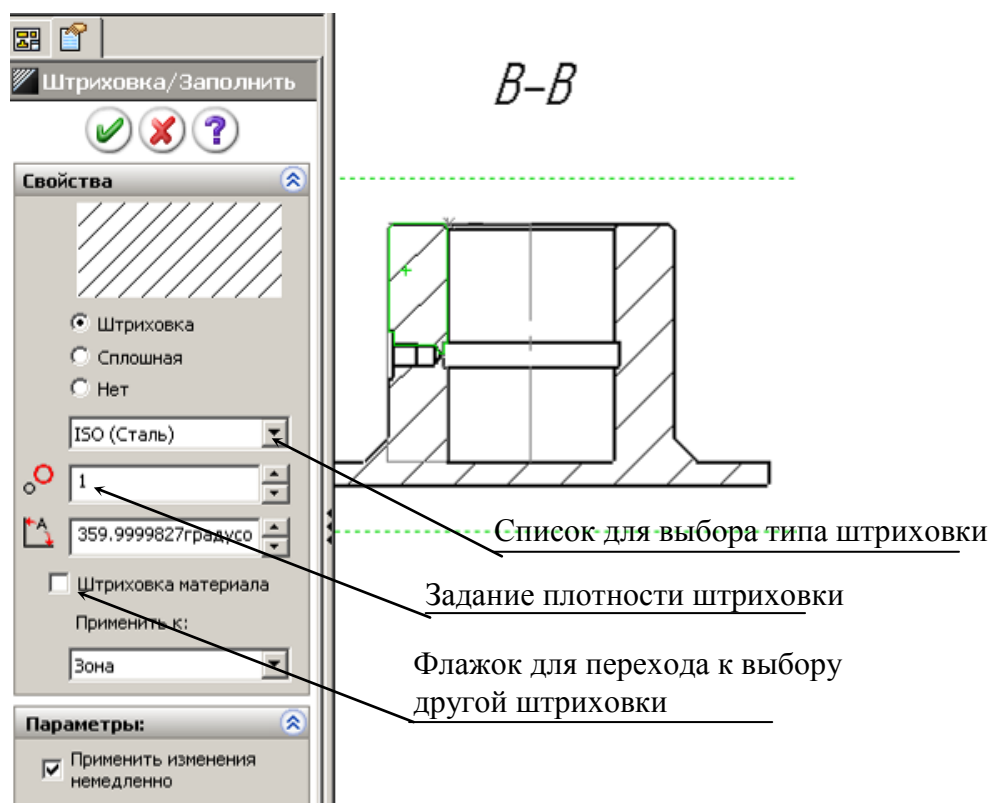 Штриховка/Заполнить
В-В
?
Свойства
Штриховка
Сплошная
Нет
ISO (Сталь)
1
A
359.9999827градусо
Штриховка материала
Применить к:
Зона
Параметры:
Применить изменения
немедленно
Список для выбора типа штриховки
Задание плотности штриховки
Флажок для перехода к выбору
другой штриховки